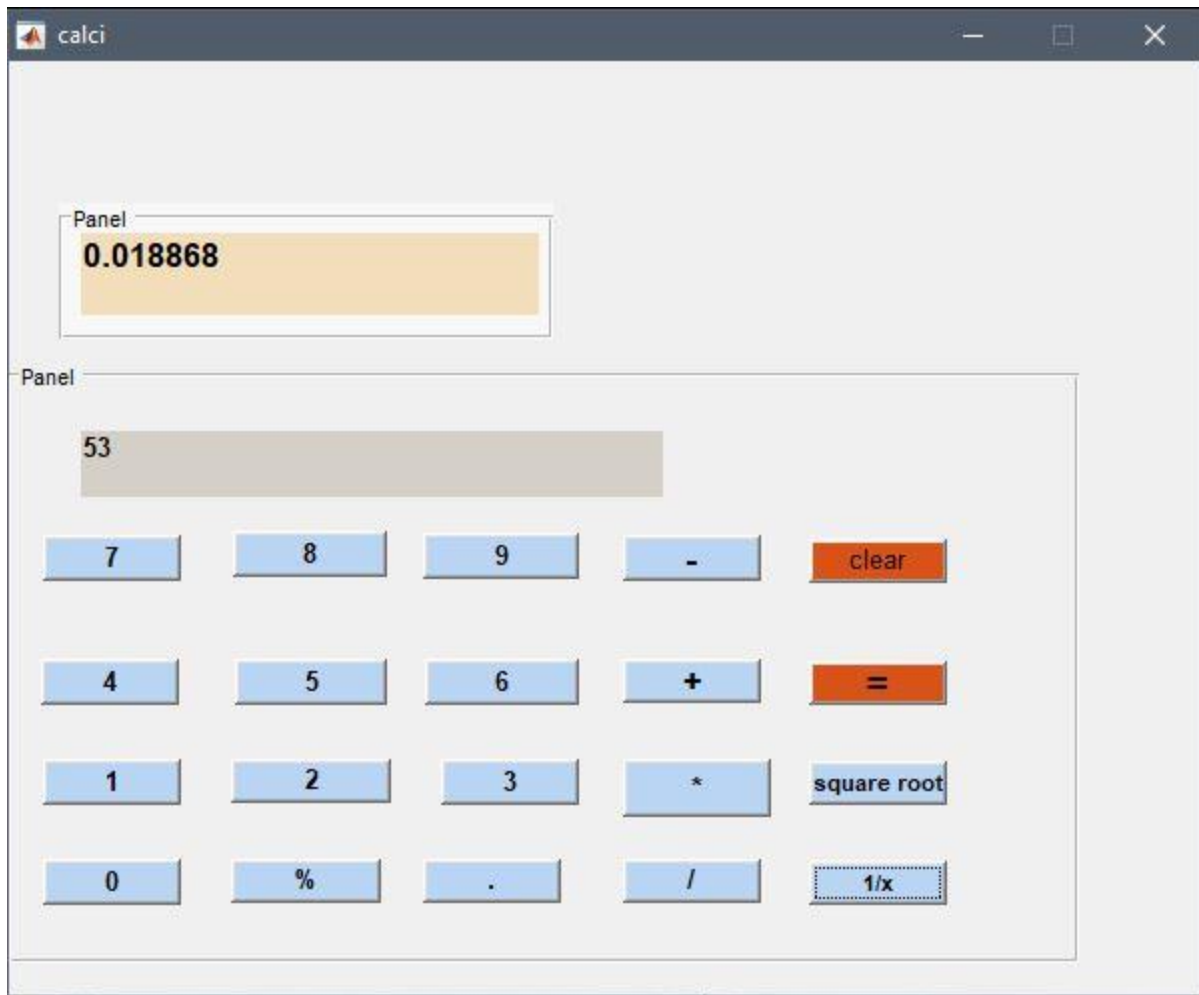 calci
Panel
0.018868
Panel
53
7 8 9 - clear
4 5 6 + =
1 2 3 * square root
0 % . / 1/x